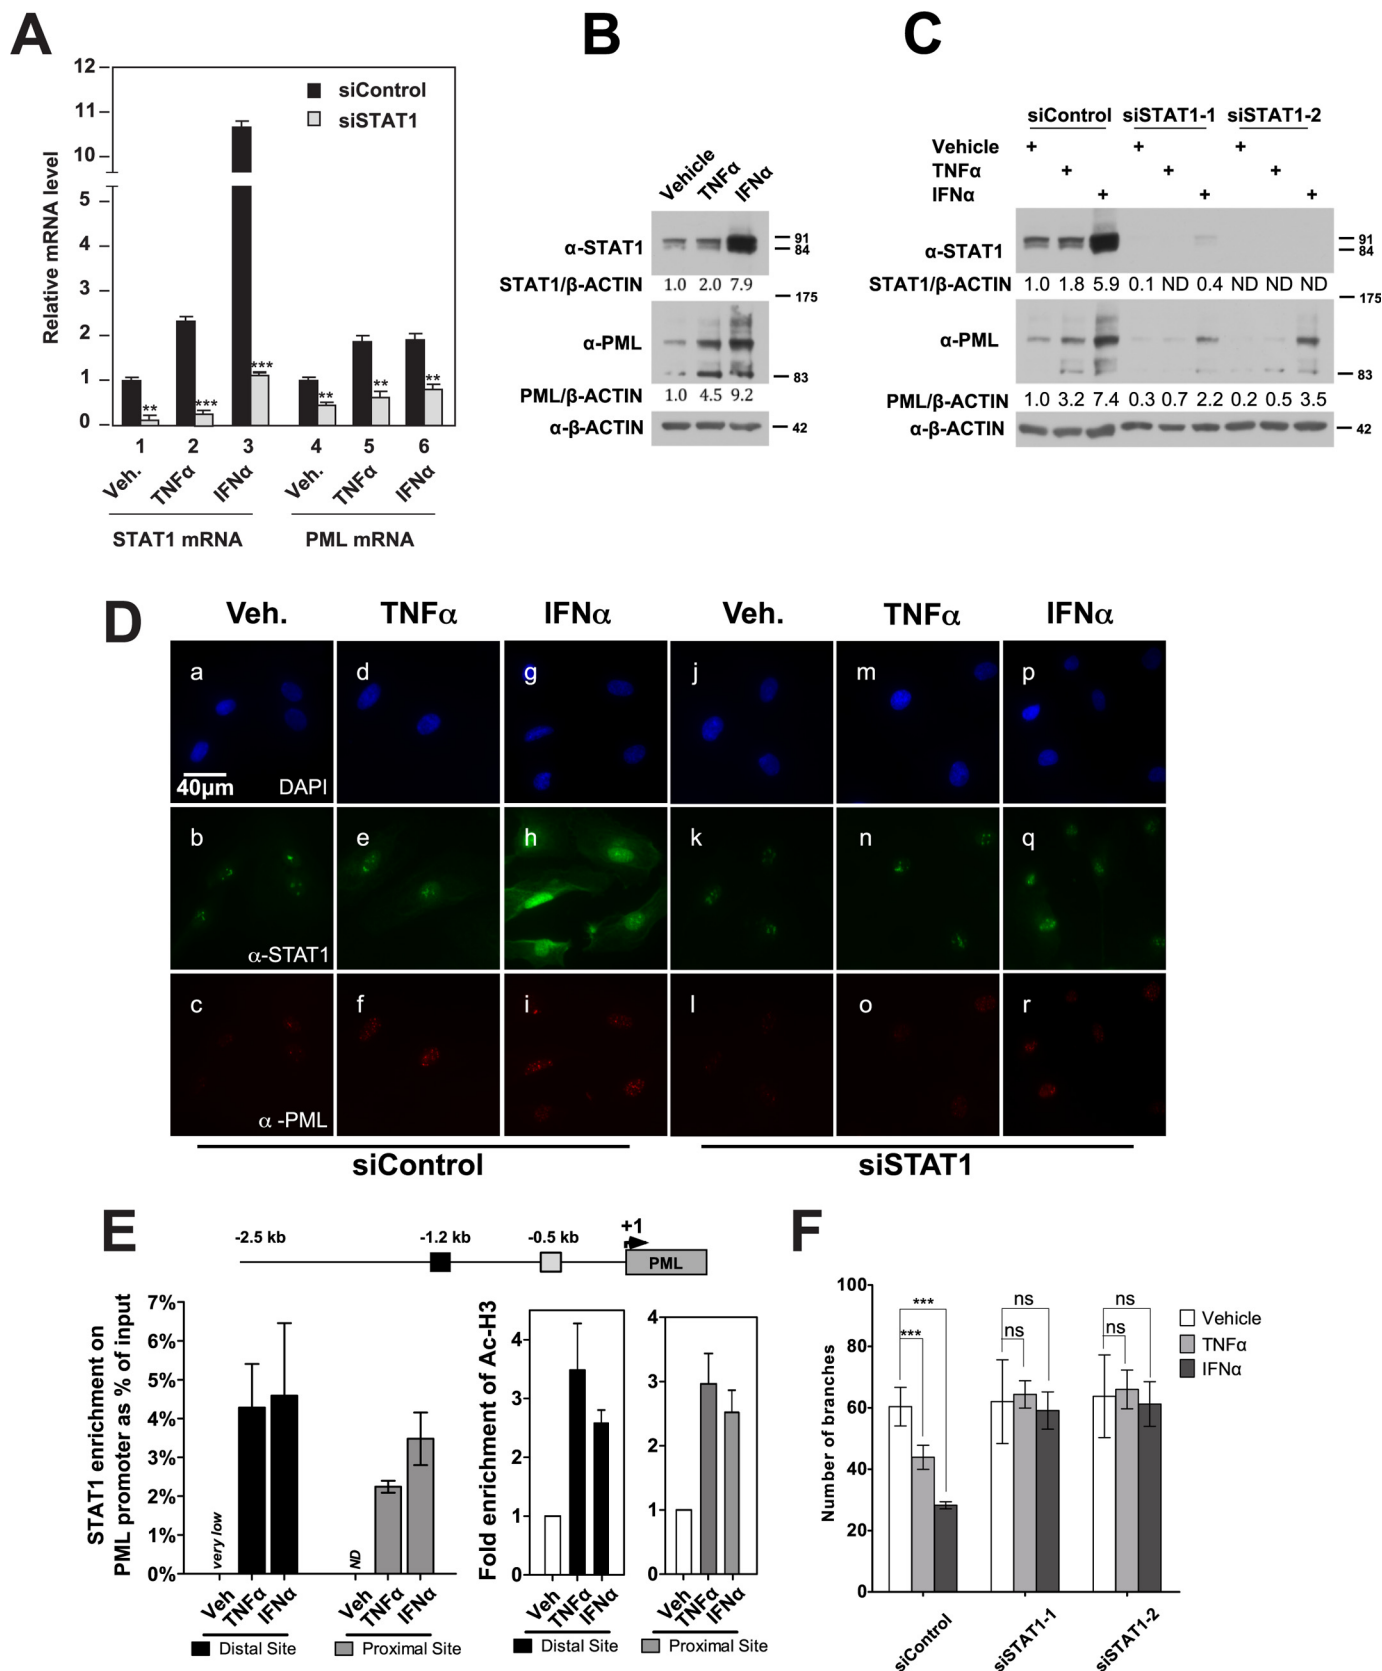 A
12
11
10
5
4
3
2
1
0
Relative mRNA level
siControl
siSTAT1
**
***
***
**
**
**
1 2 3 4 5 6
Veh. TNFα IFNα Veh. TNFα IFNα
STAT1 mRNA PML mRNA
B
Vehicle TNFα IFNα
α-STAT1
91
84
STAT1/β-ACTIN 1.0 2.0 7.9
175
α-PML
83
PML/β-ACTIN 1.0 4.5 9.2
α-β-ACTIN 42
C
siControl siSTAT1-1 siSTAT1-2
Vehicle + + +
TNFα + + +
IFNα + + +
α-STAT1
91
84
STAT1/β-ACTIN 1.0 1.8 5.9 0.1 ND 0.4 ND ND ND
175
α-PML
83
PML/β-ACTIN 1.0 3.2 7.4 0.3 0.7 2.2 0.2 0.5 3.5
α-β-ACTIN 42
D
Veh. TNFα IFNα Veh. TNFα IFNα
a d g j m p
40μm DAPI
b e h k n q
α-STAT1
c f i l o r
α -PML
siControl siSTAT1
E
-2.5 kb -1.2 kb -0.5 kb +1
PML
STAT1 enrichment on
PML promoter as % of input
7%
6%
5%
4%
3%
2%
1%
0%
very low
ND
Veh TNFα IFNα Veh TNFα IFNα
Distal Site Proximal Site
Fold enrichment of Ac-H3
4
3
2
1
0
Veh TNFα IFNα
Distal Site
4
3
2
1
0
Veh TNFα IFNα
Proximal Site
F
Number of branches
100
80
60
40
20
0
***
***
ns
ns
ns
ns
Vehicle
TNFα
IFNα
siControl siSTAT1-1 siSTAT1-2